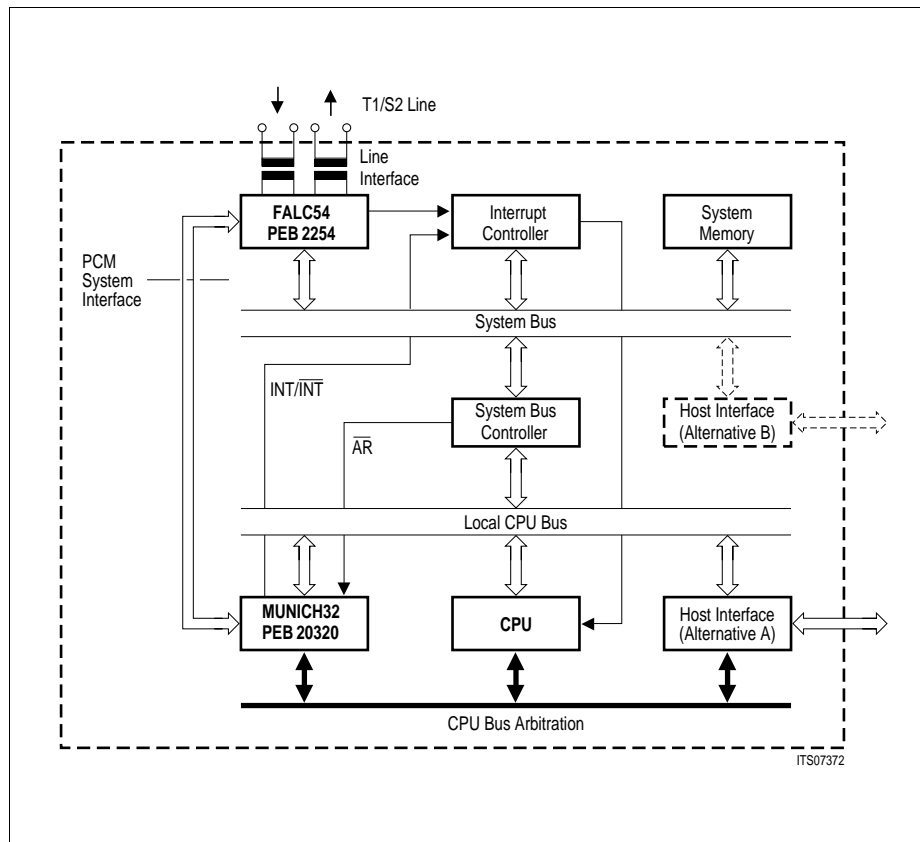 T1/S2 Line
Line
Interface
FALC54
PEB 2254
Interrupt
Controller
System
Memory
PCM
System
Interface
System Bus
INT/I̅N̅T̅
System Bus
Controller
Host Interface
(Alternative B)
A̅R̅
Local CPU Bus
MUNICH32
PEB 20320
CPU
Host Interface
(Alternative A)
CPU Bus Arbitration
ITS07372